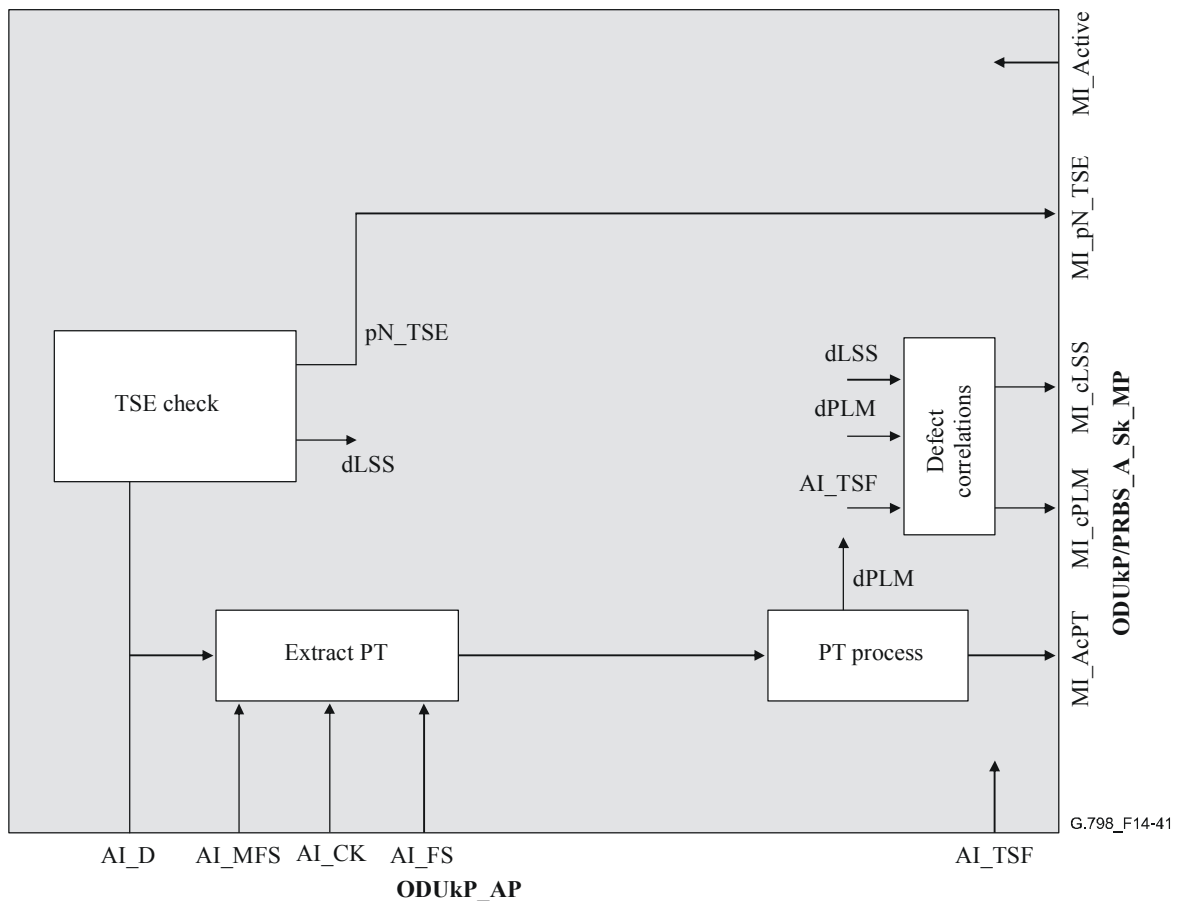 MI_Active
MI_pN_TSE
pN_TSE
TSE check
dLSS
dLSS
dPLM
AI_TSF
Defect
correlations
MI_cLSS
MI_cPLM
ODUkP/PRBS_A_Sk_MP
dPLM
Extract PT
PT process
MI_AcPT
G.798_F14-41
AI_D
AI_MFS
AI_CK
AI_FS
AI_TSF
ODUkP_AP